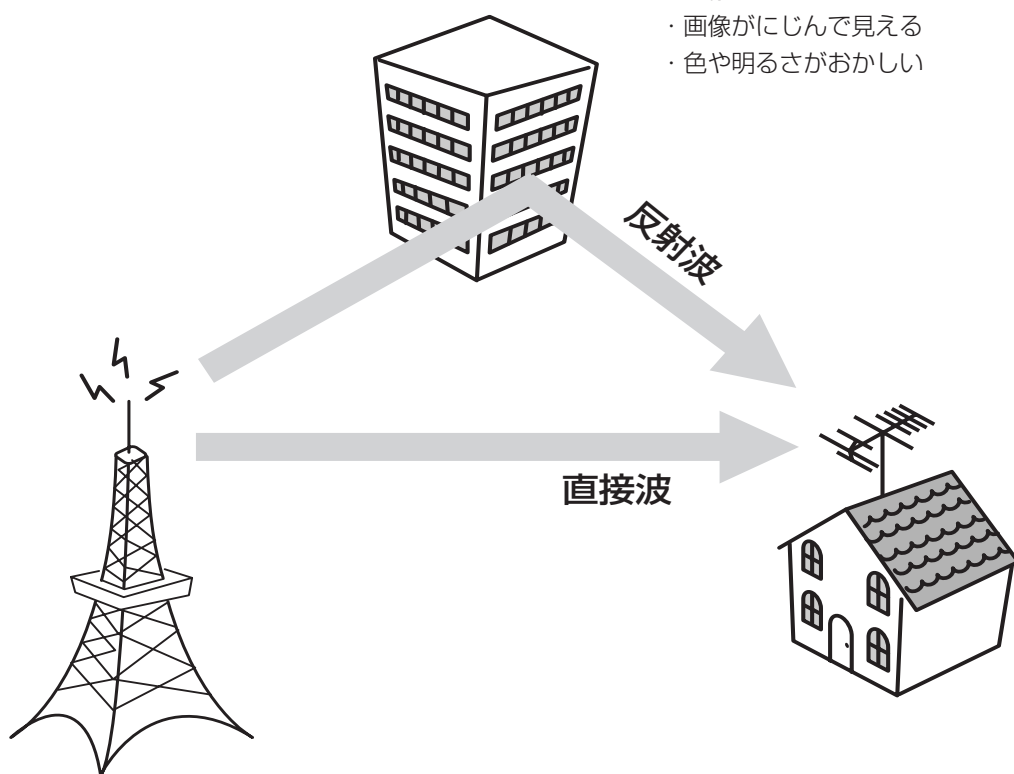 ・画像がにじんで見える
・色や明るさがおかしい
反射波
直接波